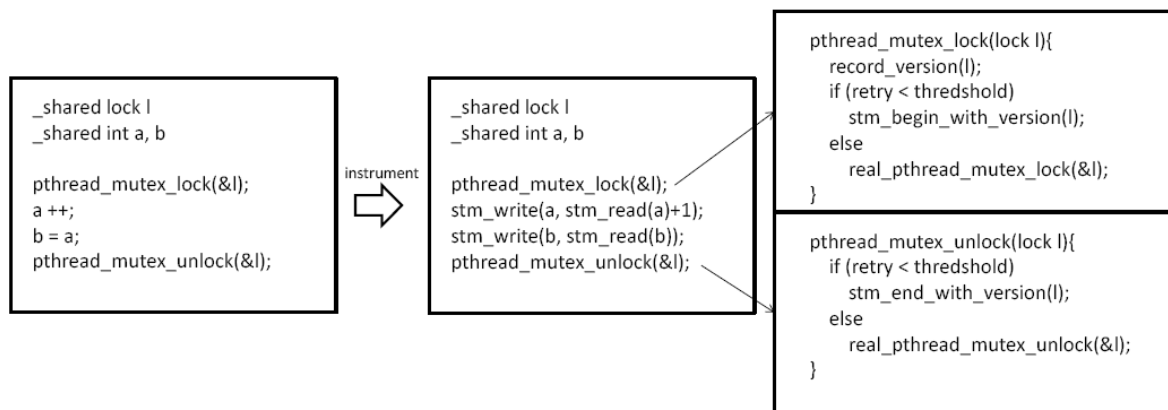 _shared lock l
_shared int a, b
pthread_mutex_lock(&l);
a ++;
b = a;
pthread_mutex_unlock(&l);
instrument
_shared lock l
_shared int a, b
pthread_mutex_lock(&l);
stm_write(a, stm_read(a)+1);
stm_write(b, stm_read(b));
pthread_mutex_unlock(&l);
pthread_mutex_lock(lock l){
record_version(l);
if (retry < thredshold)
stm_begin_with_version(l);
else
real_pthread_mutex_lock(&l);
}
pthread_mutex_unlock(lock l){
if (retry < thredshold)
stm_end_with_version(l);
else
real_pthread_mutex_unlock(&l);
}